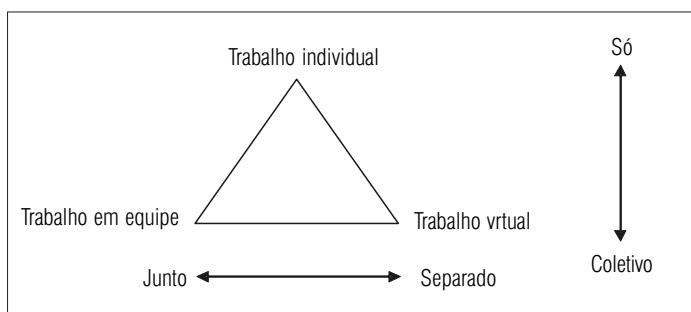 Só
Trabalho individual
Trabalho em equipe
Trabalho vrtual
Coletivo
Junto
Separado